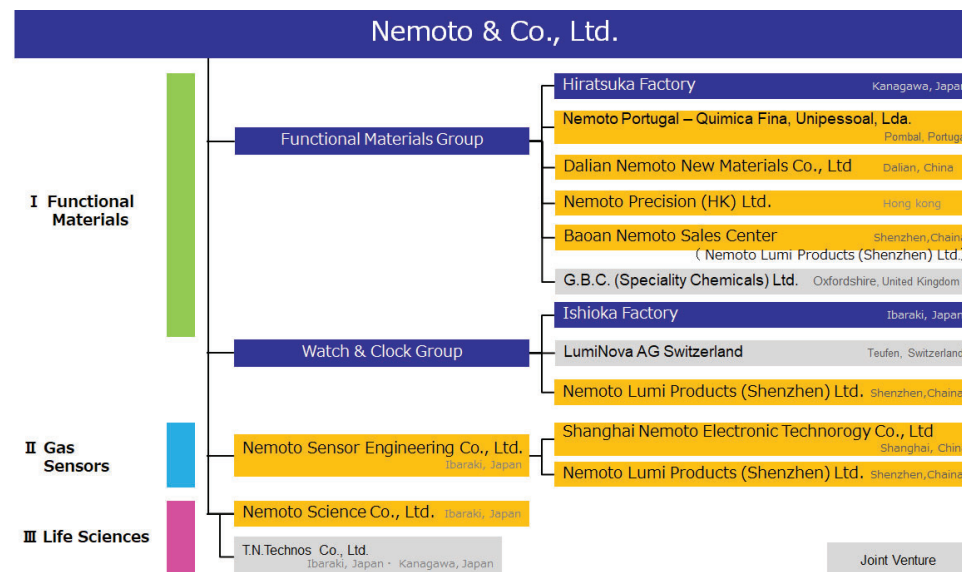 Nemoto & Co., Ltd.
Ⅰ Functional
Materials
Functional Materials Group
Hiratsuka Factory Kanagawa, Japan
Nemoto Portugal – Quimica Fina, Unipessoal, Lda.
Pombal, Portuga
Dalian Nemoto New Materials Co., Ltd Dalian, China
Nemoto Precision (HK) Ltd. Hong kong
Baoan Nemoto Sales Center Shenzhen,Chaina
( Nemoto Lumi Products (Shenzhen) Ltd.)
G.B.C. (Speciality Chemicals) Ltd. Oxfordshire, United Kingdom
Watch & Clock Group
Ishioka Factory Ibaraki, Japan
LumiNova AG Switzerland Teufen, Switzerland
Nemoto Lumi Products (Shenzhen) Ltd. Shenzhen,Chaina
Ⅱ Gas
Sensors
Nemoto Sensor Engineering Co., Ltd.
Ibaraki, Japan
Shanghai Nemoto Electronic Technorogy Co., Ltd
Shanghai, China
Nemoto Lumi Products (Shenzhen) Ltd. Shenzhen,Chaina
Ⅲ Life Sciences
Nemoto Science Co., Ltd. Ibaraki, Japan
T.N.Technos Co., Ltd.
Ibaraki, Japan・ Kanagawa, Japan
Joint Venture